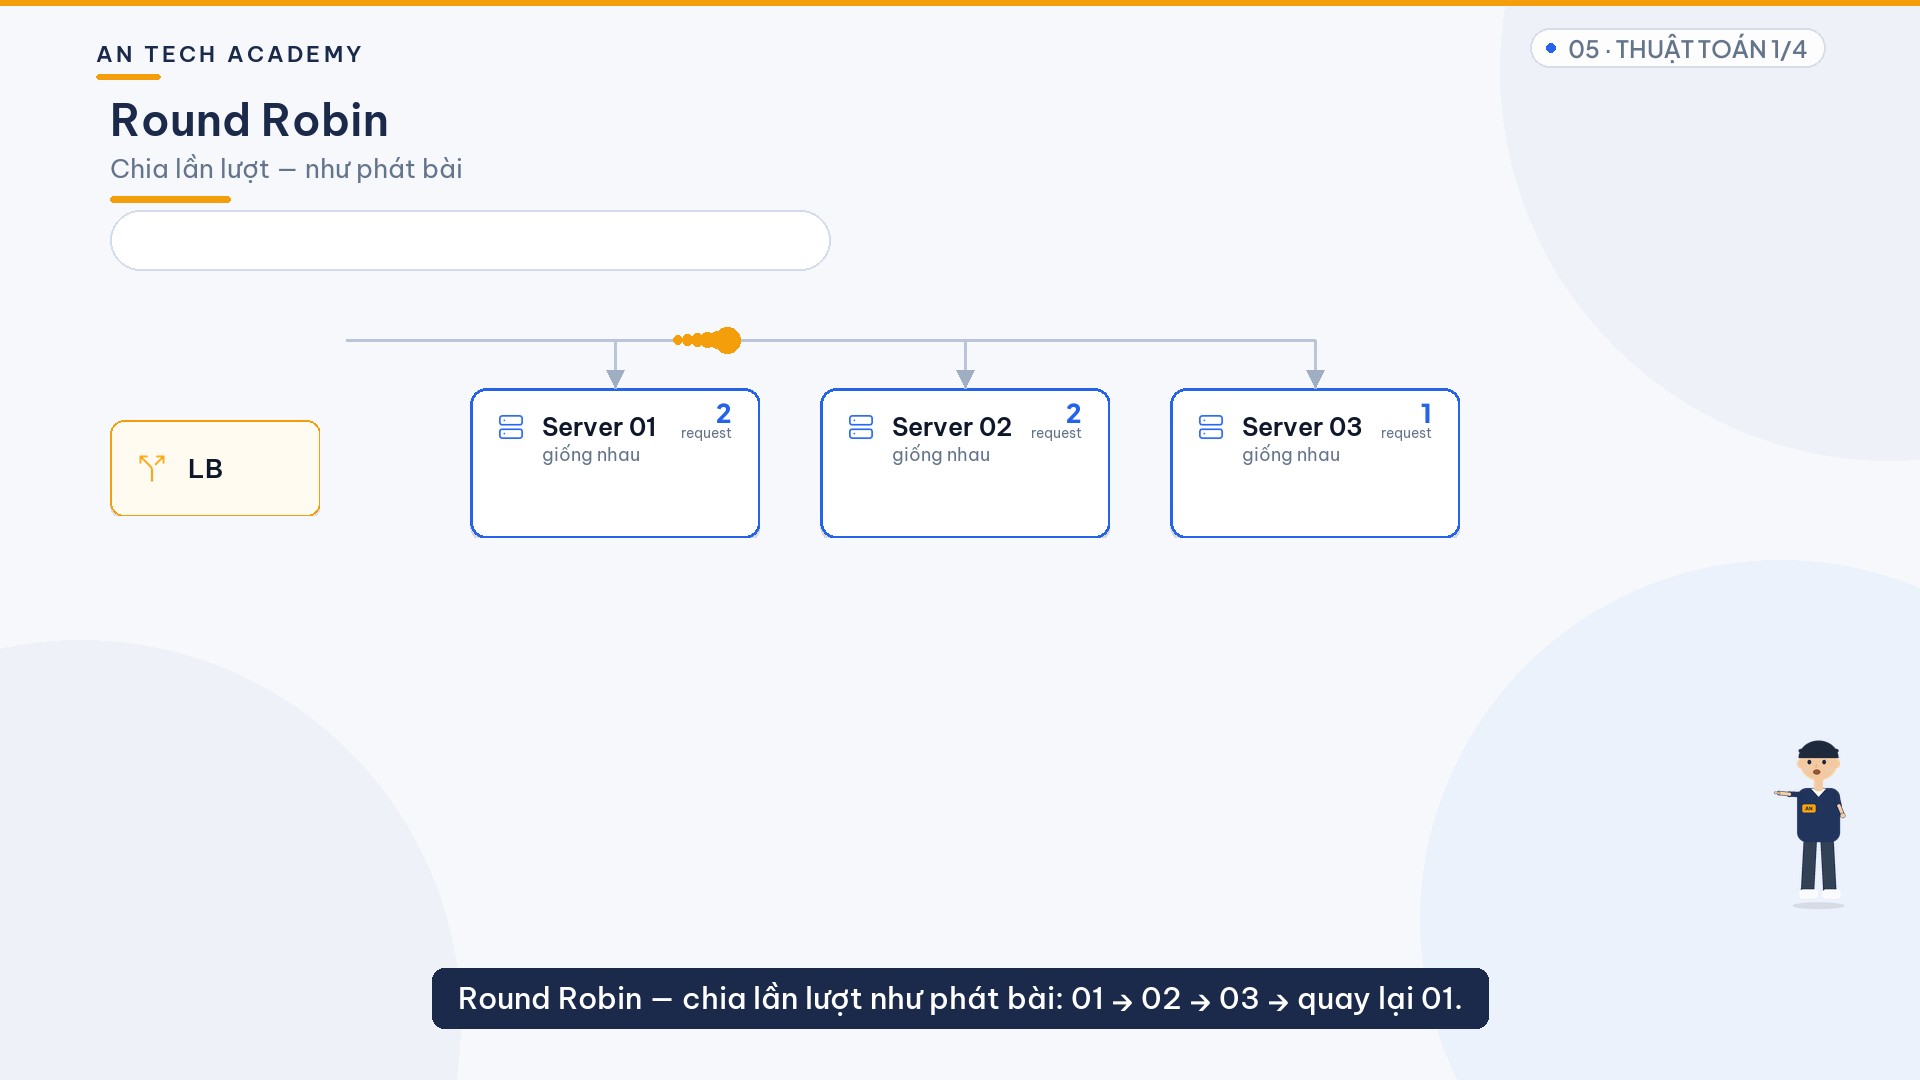 AN TECH ACADEMY
05 · THUẬT TOÁN 1/4
Round Robin
Chia lần lượt — như phát bài
LB
Server 01
2
request
giống nhau
Server 02
2
request
giống nhau
Server 03
1
request
giống nhau
AN
Round Robin — chia lần lượt như phát bài: 01 → 02 → 03 → quay lại 01.